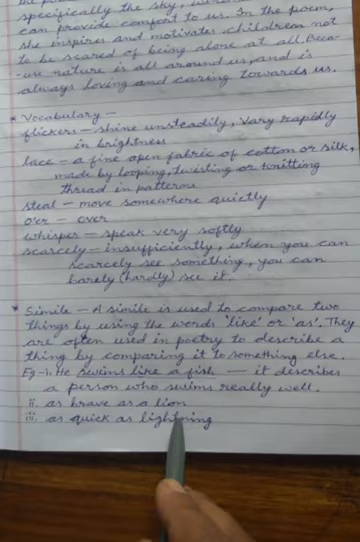 specifically the sky,
can provide comfort to us. In the poem,
she inspires and motivates children not
to be scared of being alone at all. Beca-
-use nature is all around us, and is
always loving and caring towards us.
* Vocabulary -
flickers - shine unsteadily, vary rapidly
in brightness
lace - a fine open fabric of cotton or silk,
made by looping, twisting or knitting
thread in patterns
steal - move somewhere quietly
o'er - over
whisper - speak very softly
scarcely - insufficiently, when you can
scarcely see something, you can
barely (hardly) see it.
* Simile - A simile is used to compare two
things by using the words 'like' or 'as'. They
are often used in poetry to describe a
thing by comparing it to something else.
Eg - i. He swims like a fish - it describes
a person who swims really well.
ii. as brave as a lion
iii. as quick as lightning